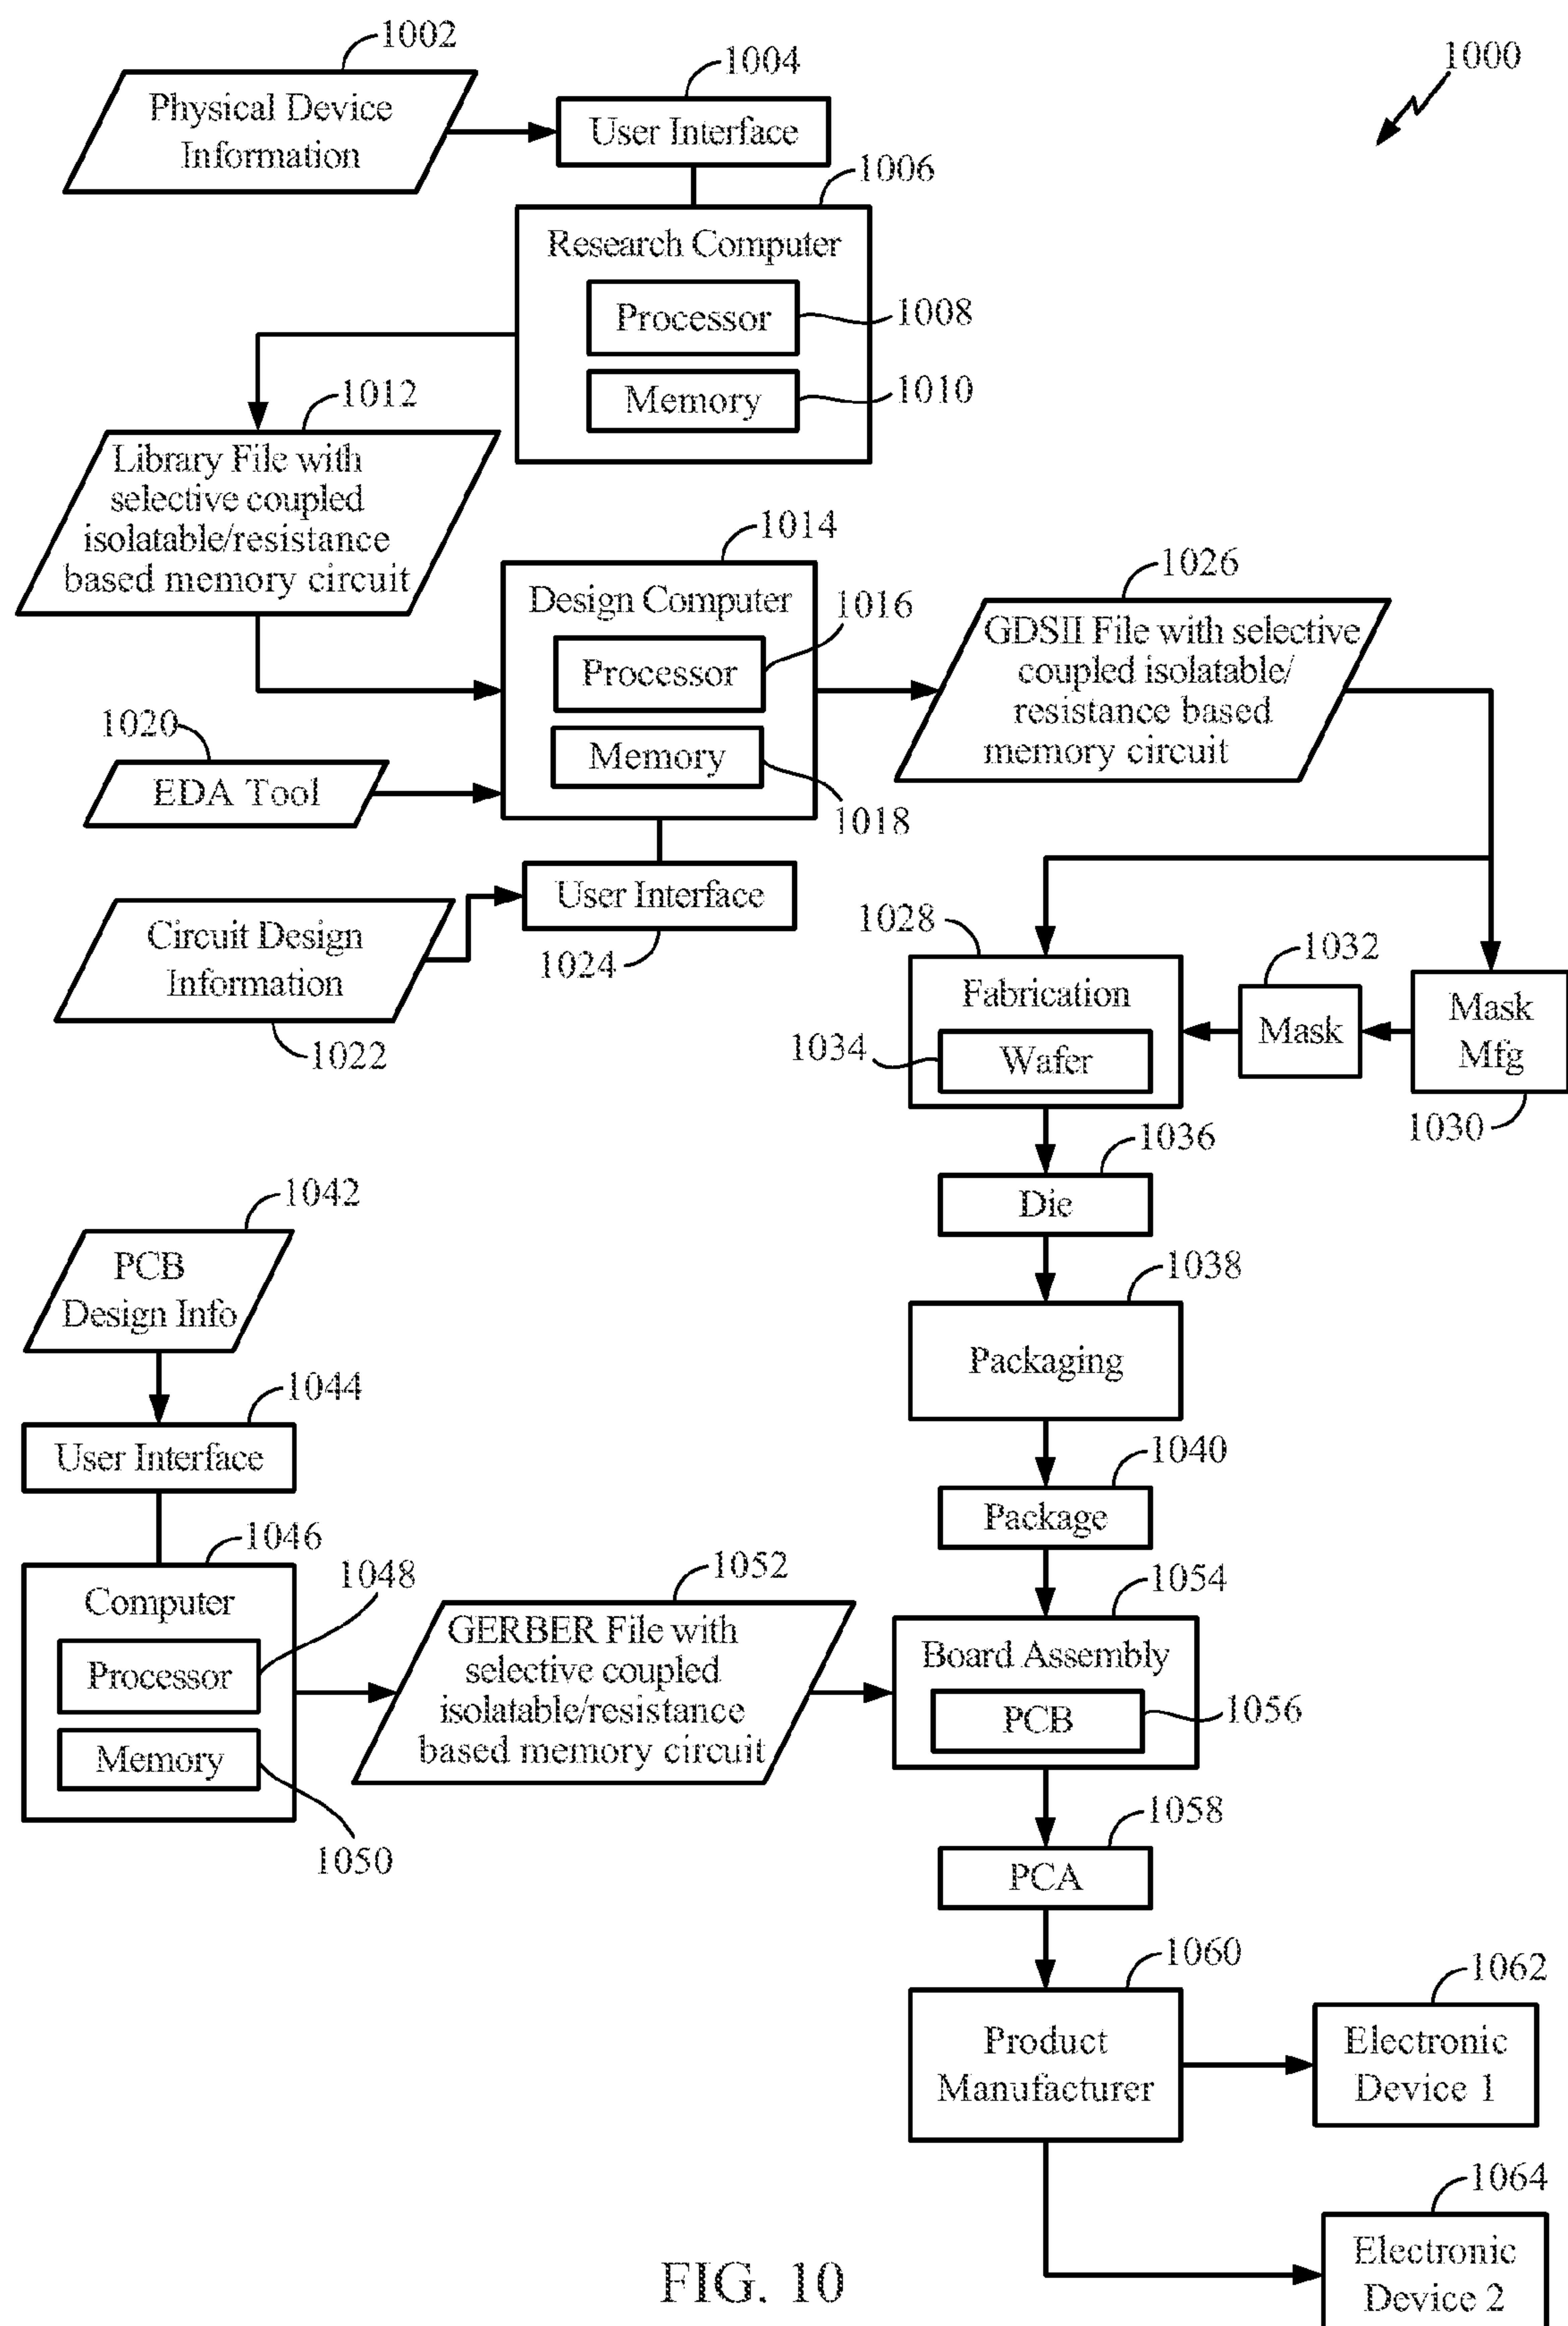 1002
1004
1000
Physical Device
Information
User Interface
1006
Research Computer
Processor
1008
Memory
1010
1012
Library File with
selective coupled
isolatable/resistance
based memory circuit
1014
Design Computer
1016
Processor
Memory
1018
1026
GDSII File with selective
coupled isolatable/
resistance based
memory circuit
1020
EDA Tool
User Interface
1024
Circuit Design
Information
1022
1028
Fabrication
1034
Wafer
1032
Mask
Mask
Mfg
1030
1036
Die
1038
Packaging
1040
Package
1042
PCB
Design Info
1044
User Interface
1046
Computer
1048
Processor
Memory
1050
1052
GERBER File with
selective coupled
isolatable/resistance
based memory circuit
1054
Board Assembly
PCB
1056
1058
PCA
1060
Product
Manufacturer
1062
Electronic
Device 1
1064
Electronic
Device 2
FIG. 10